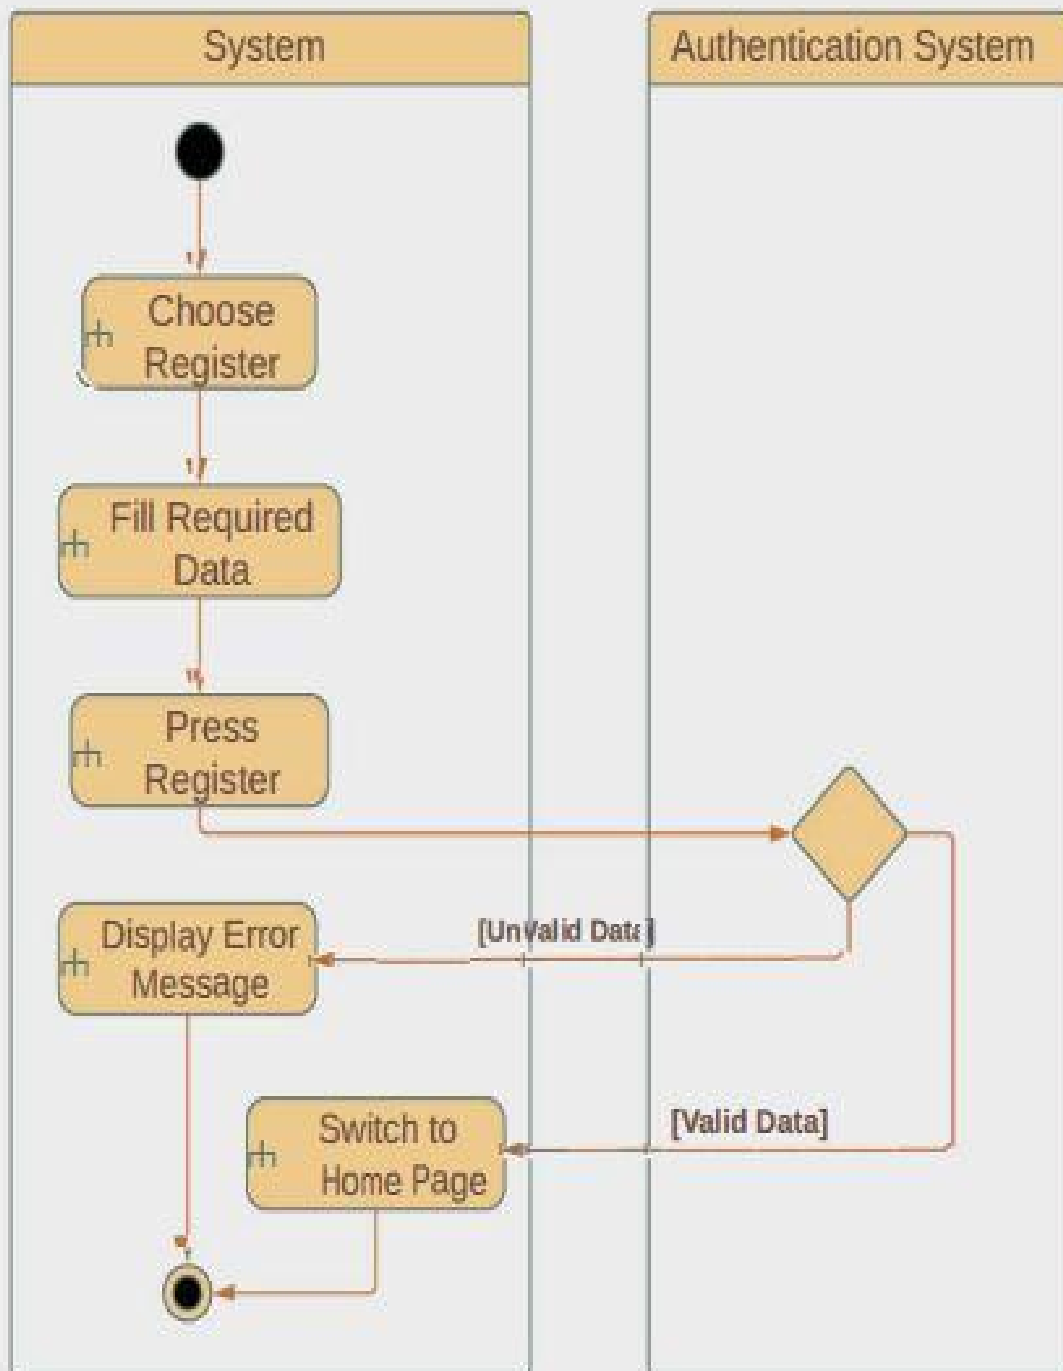 System
Authentication System
Choose
Register
Fill Required
Data
Press
Register
[UnValid Data]
Display Error
Message
[Valid Data]
Switch to
Home Page